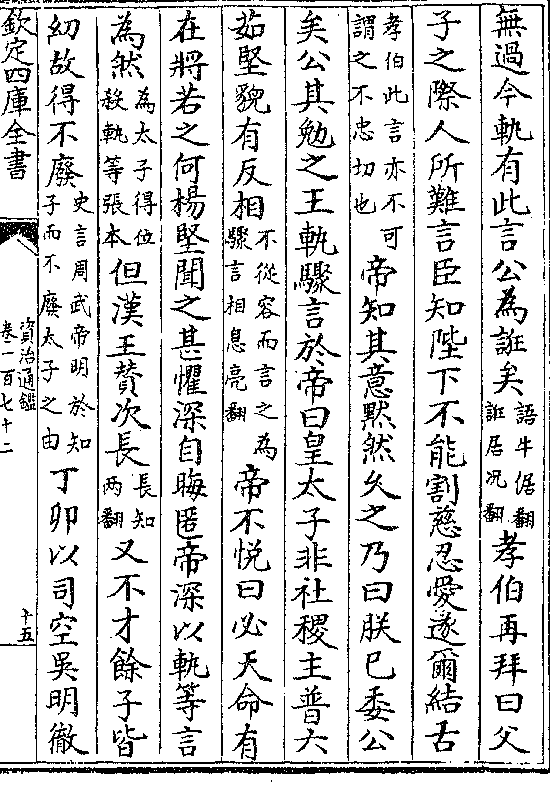 無過今軌有此言公為誑矣語牛倨翻誑居况翻孝伯再拜曰父
子之際人所難言臣知陛下不能割慈忍愛遂爾結舌
孝伯此言亦不可謂之不忠切也帝知其意黙然乆之乃曰朕已委公
矣公其勉之王軌驟言於帝曰皇太子非社稷主普六
茹堅貌有反相不從容而言之為驟言相息亮翻帝不悦曰必天命有
在將若之何楊堅聞之甚懼深自晦匿帝深以軌等言
為然為太子得位殺軌等張本但漢王賛次長長知两翻又不才餘子皆
幼故得不廢史言周武帝明於知子而不廢太子之由丁卯以司空吳明徹
欽定四庫全書
資治通鑑
卷一百七十二
十五